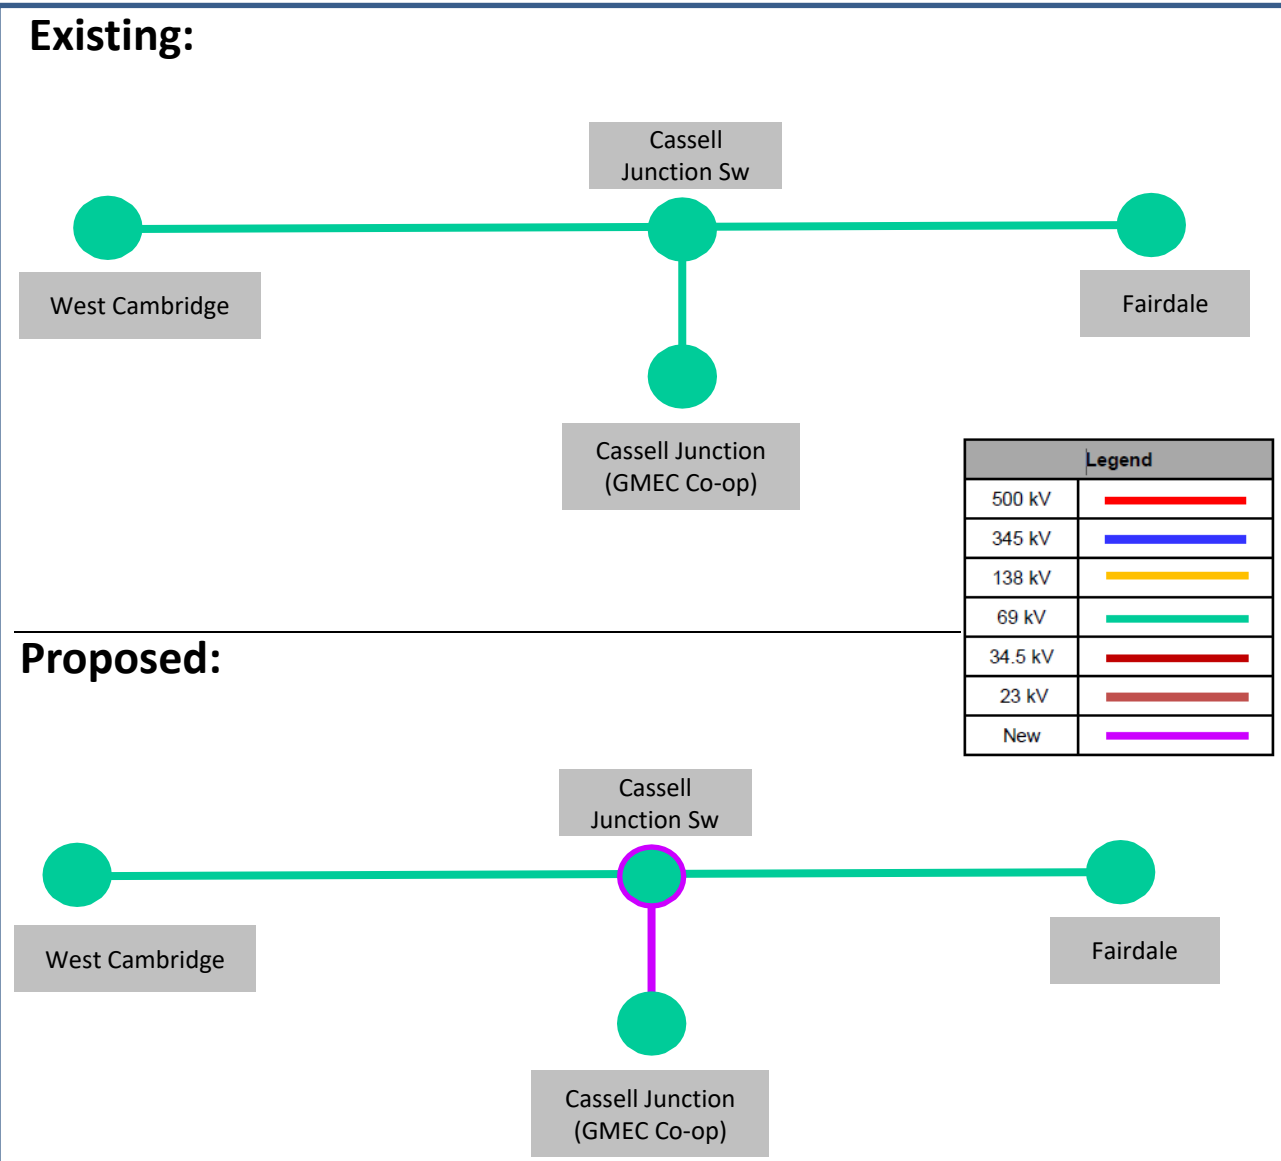 Existing:
Cassell
Junction Sw
West Cambridge
Fairdale
Cassell Junction
(GMEC Co-op)
Legend
500 kV
345 kV
138 kV
69 kV
34.5 kV
23 kV
New
Proposed:
Cassell
Junction Sw
West Cambridge
Fairdale
Cassell Junction
(GMEC Co-op)